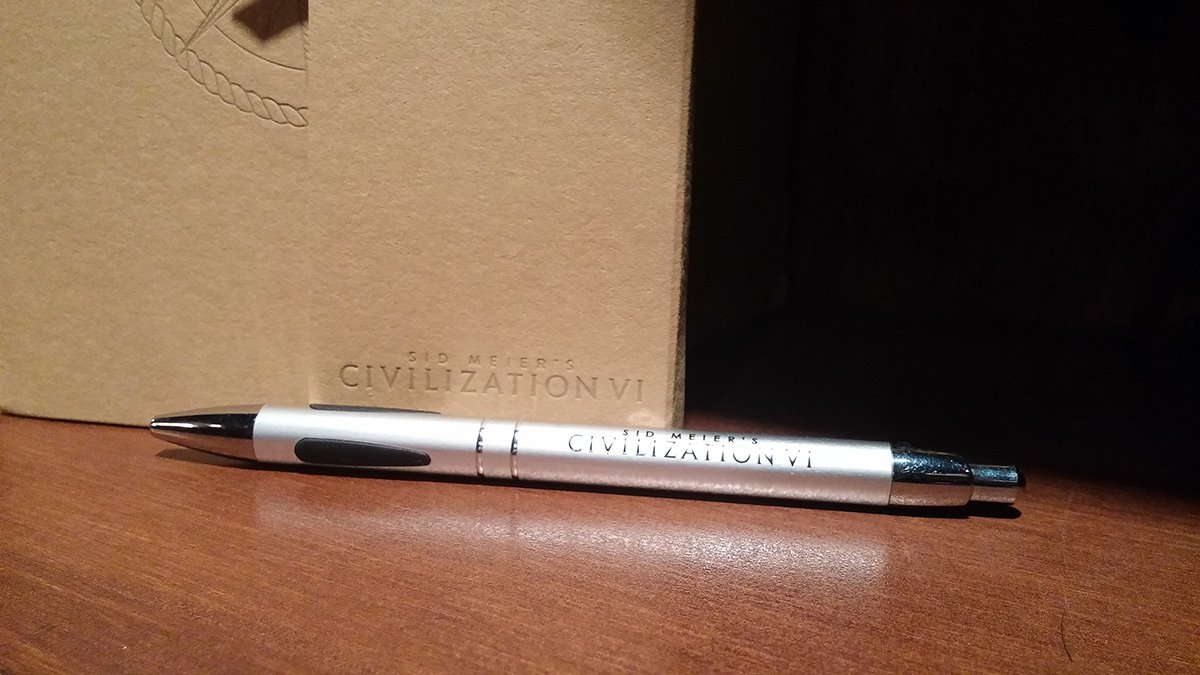 SID MEIER'S
CIVILIZATION VI
SID MEIER'S
CIVILIZATION VI